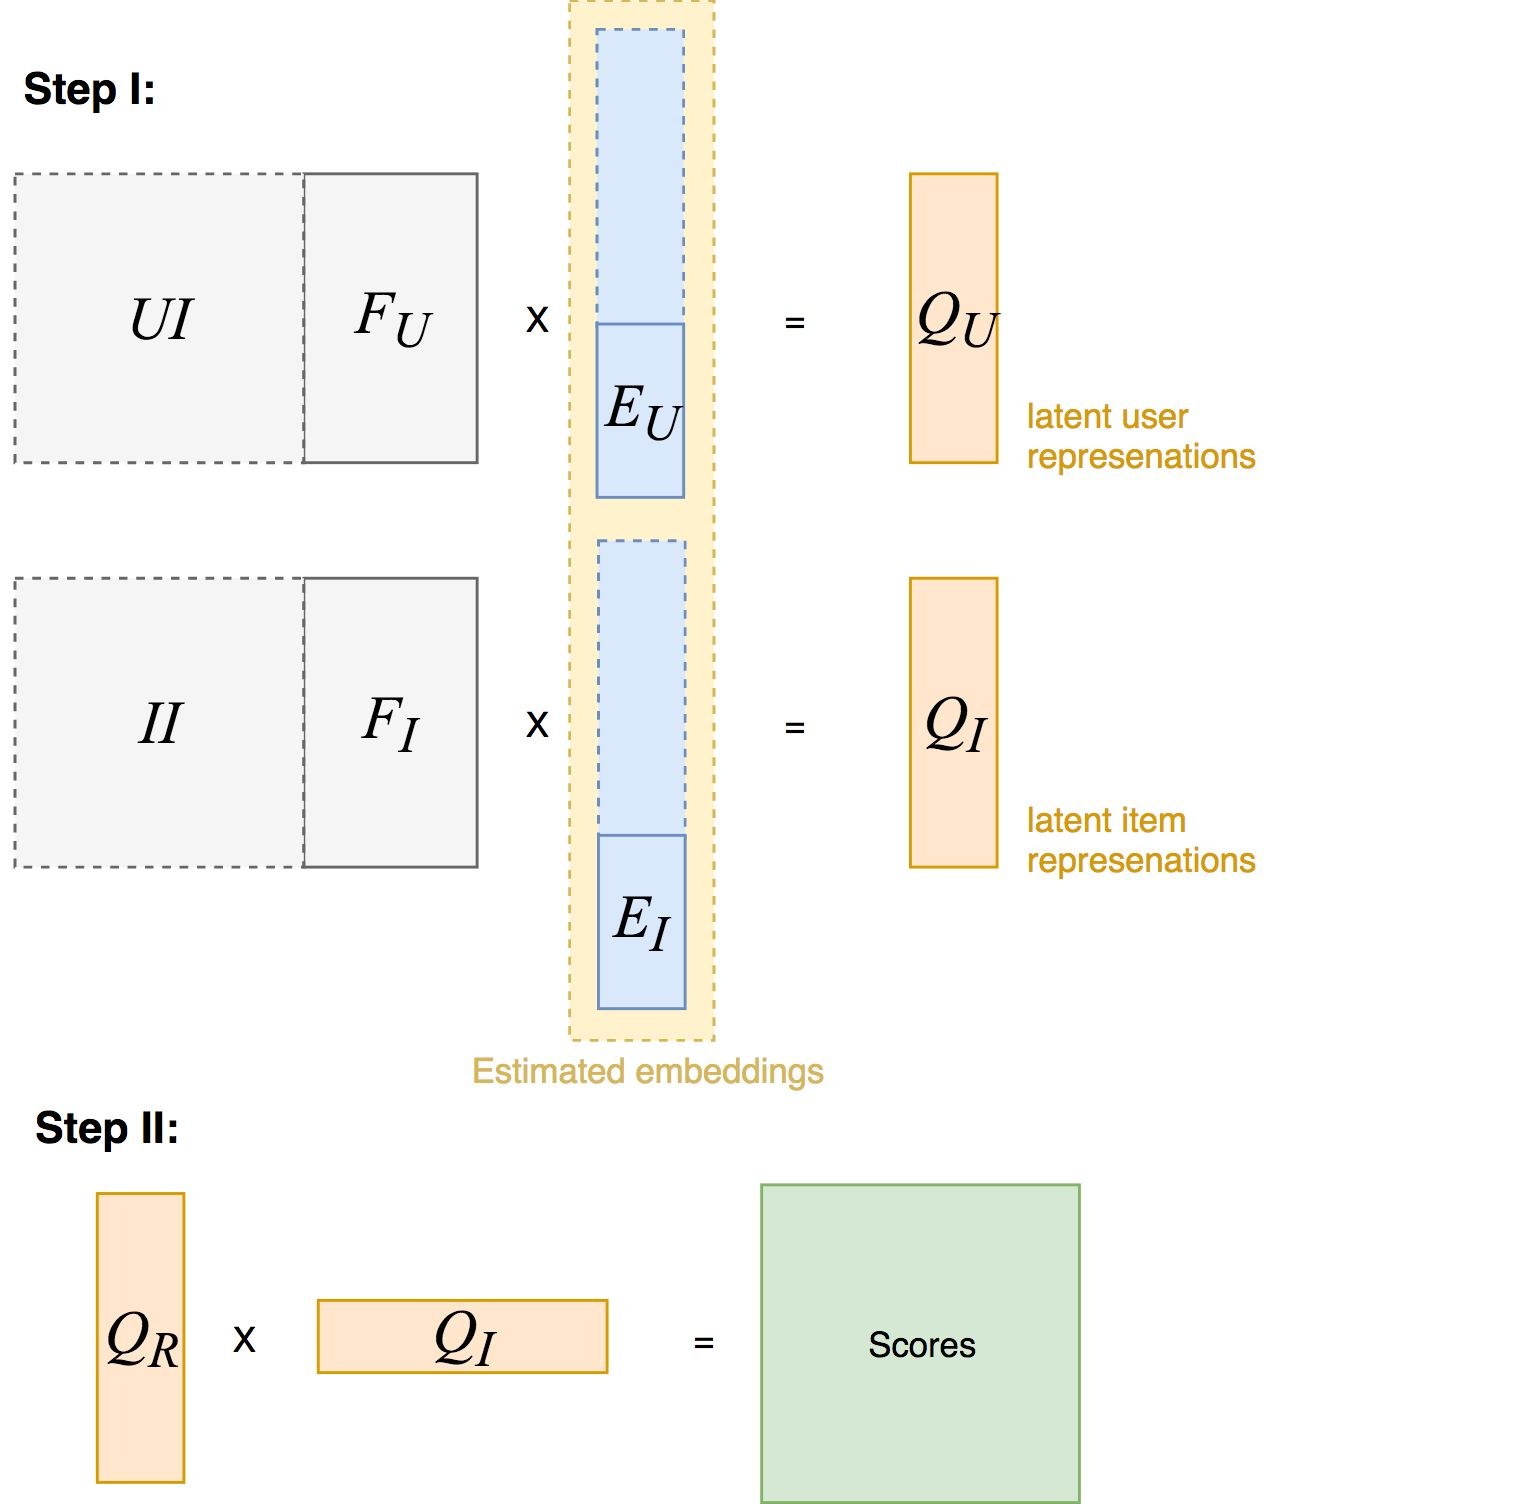 Step I:
UI F_U x E_U = Q_U
latent user
represenations
II F_I x E_I = Q_I
latent item
represenations
Estimated embeddings
Step II:
Q_R x Q_I = Scores